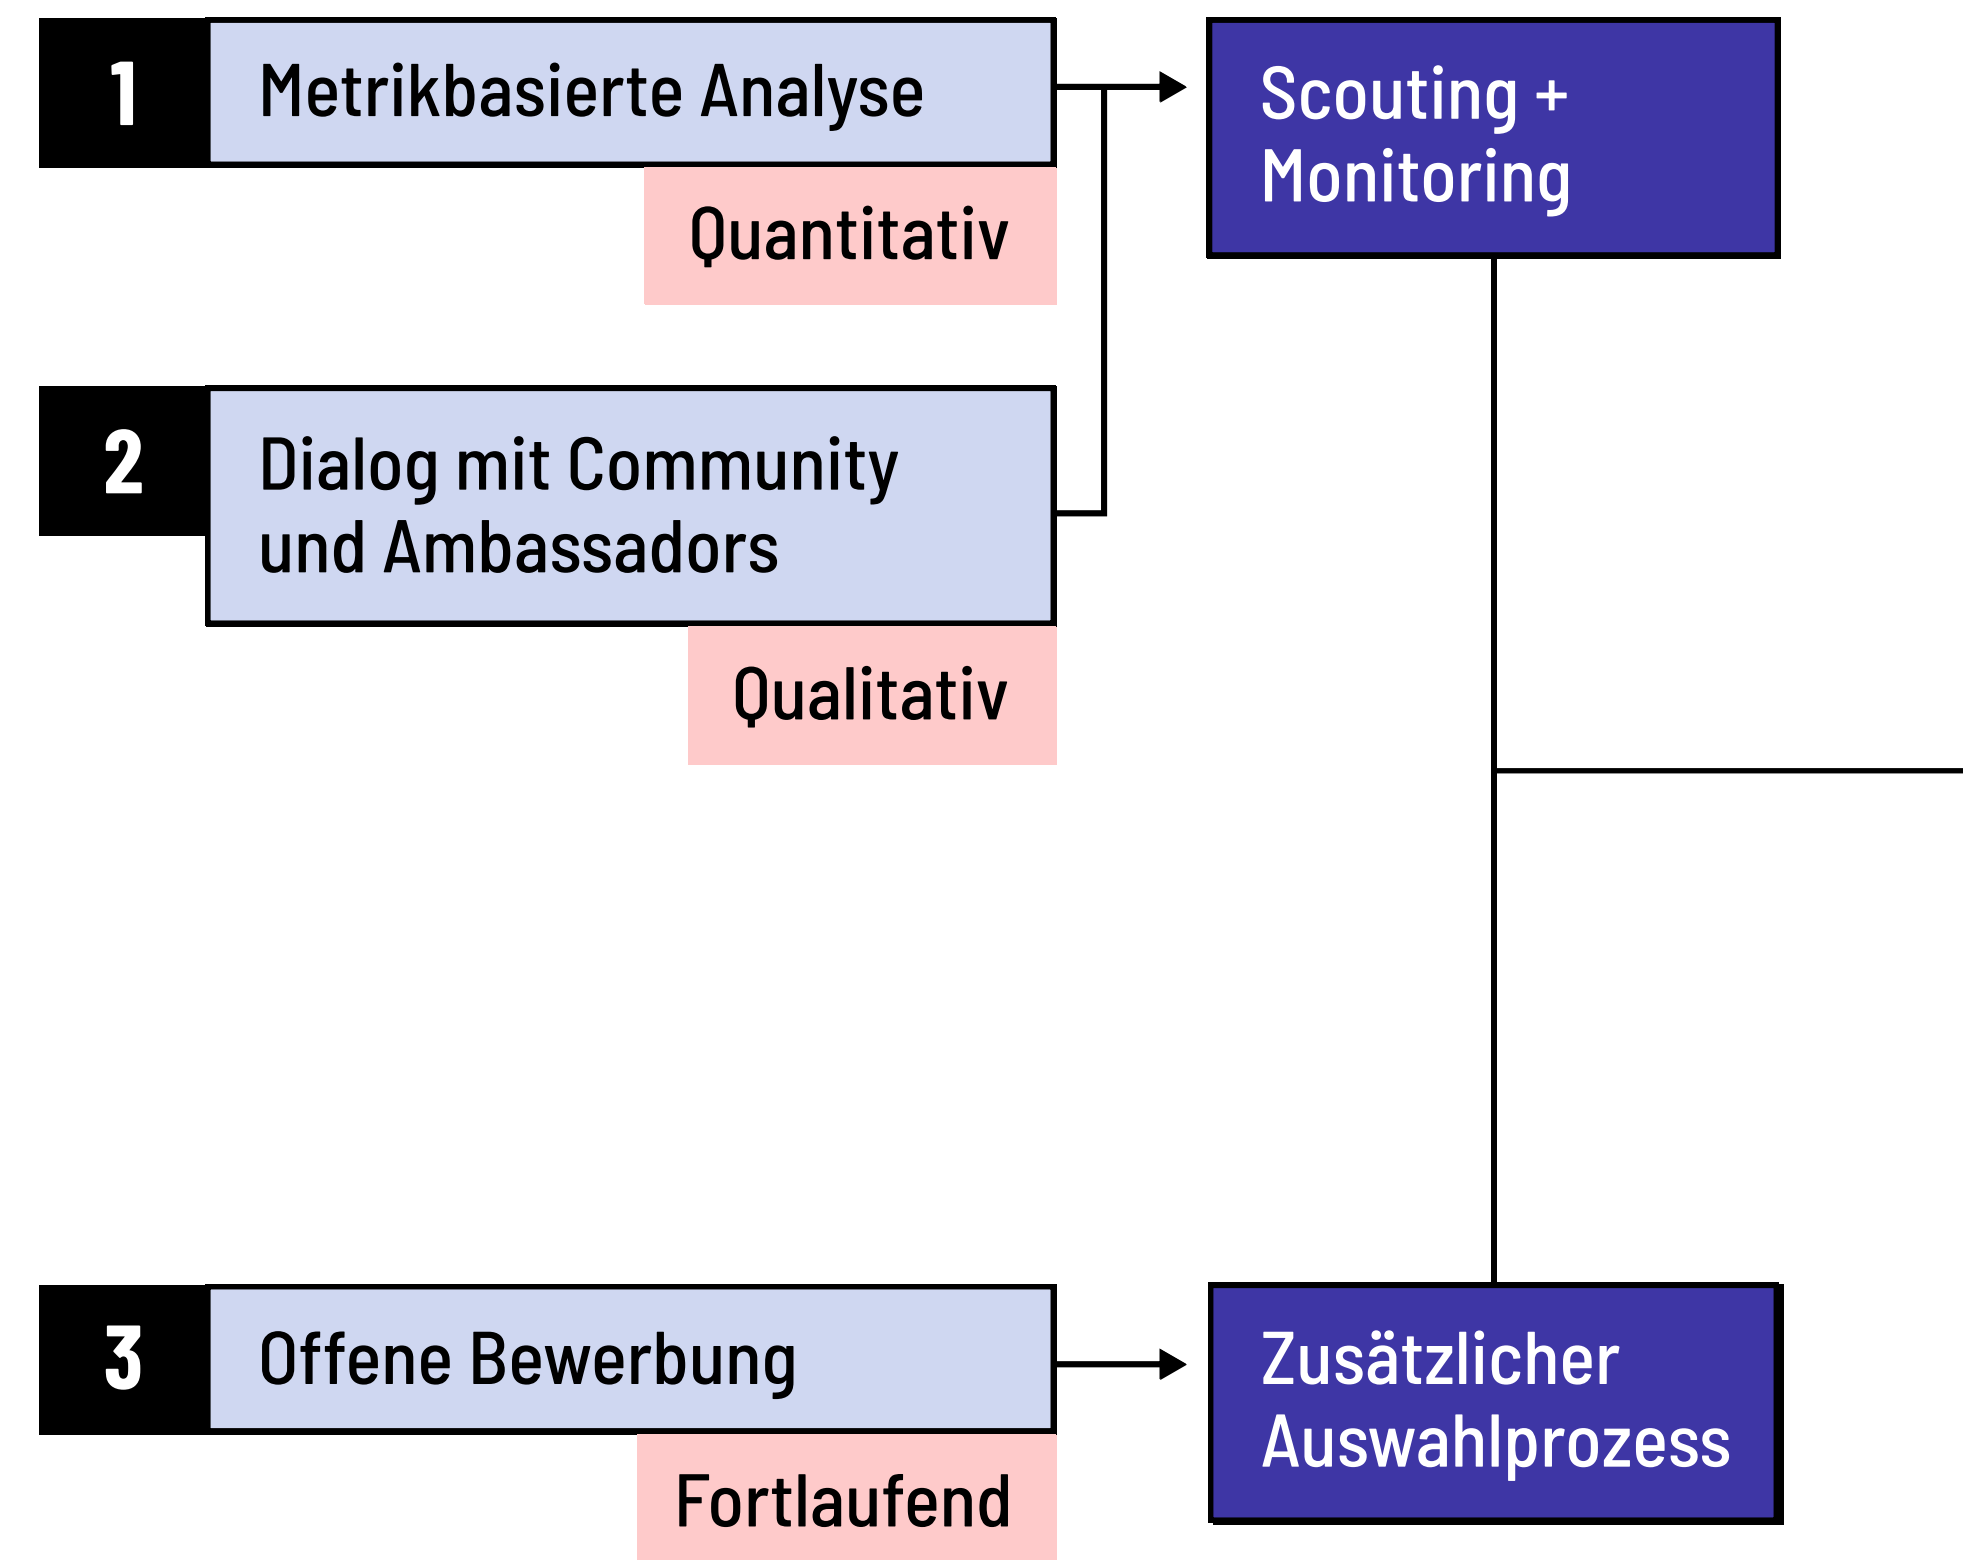 1
Metrikbasierte Analyse
Quantitativ
Scouting +
Monitoring
2
Dialog mit Community
und Ambassadors
Qualitativ
3
Offene Bewerbung
Fortlaufend
Zusätzlicher
Auswahlprozess